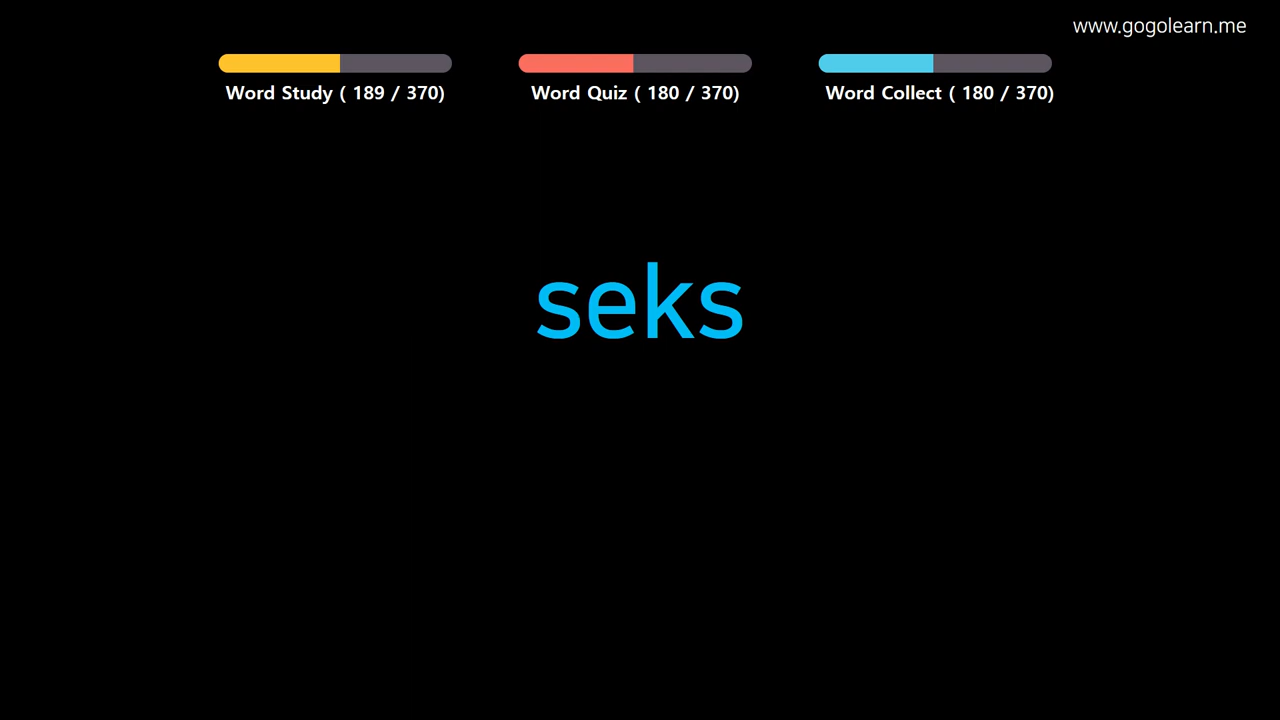 www.gogolearn.me
Word Study ( 189 / 370) Word Quiz ( 180 / 370) Word Collect ( 180 / 370)
seks